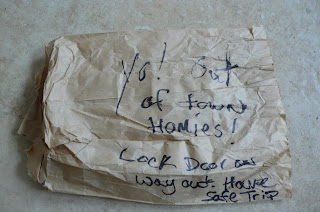 Yo! Out
of town
Homies!
Lock Door on
way out. Have
Safe Trip